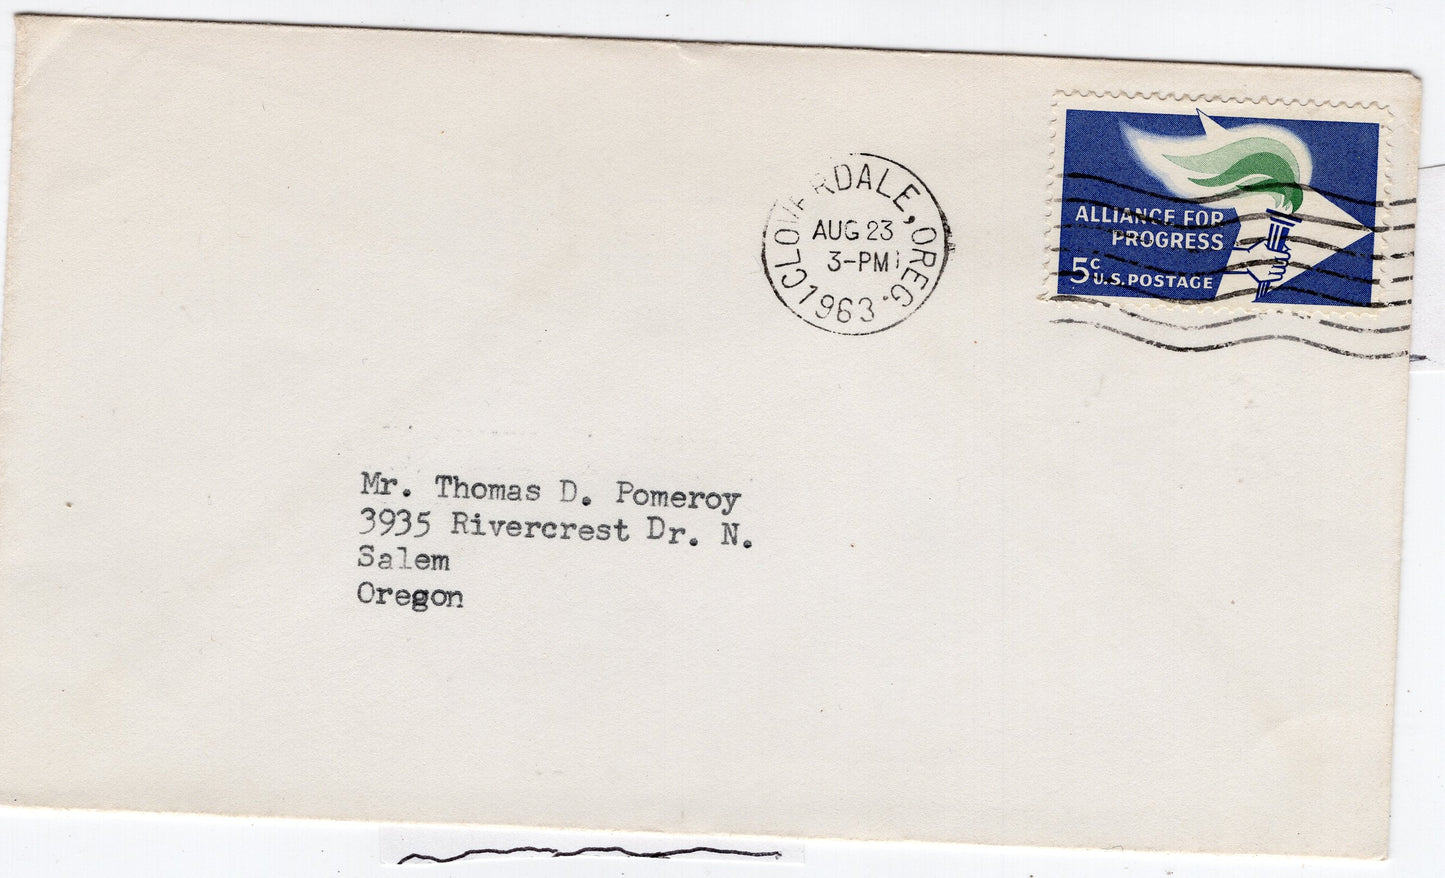 CLOVERDALE, OREG.
AUG 23
3-PM
1963
ALLIANCE FOR
PROGRESS
5c
U.S. POSTAGE
Mr. Thomas D. Pomeroy
3935 Rivercrest Dr. N.
Salem
Oregon